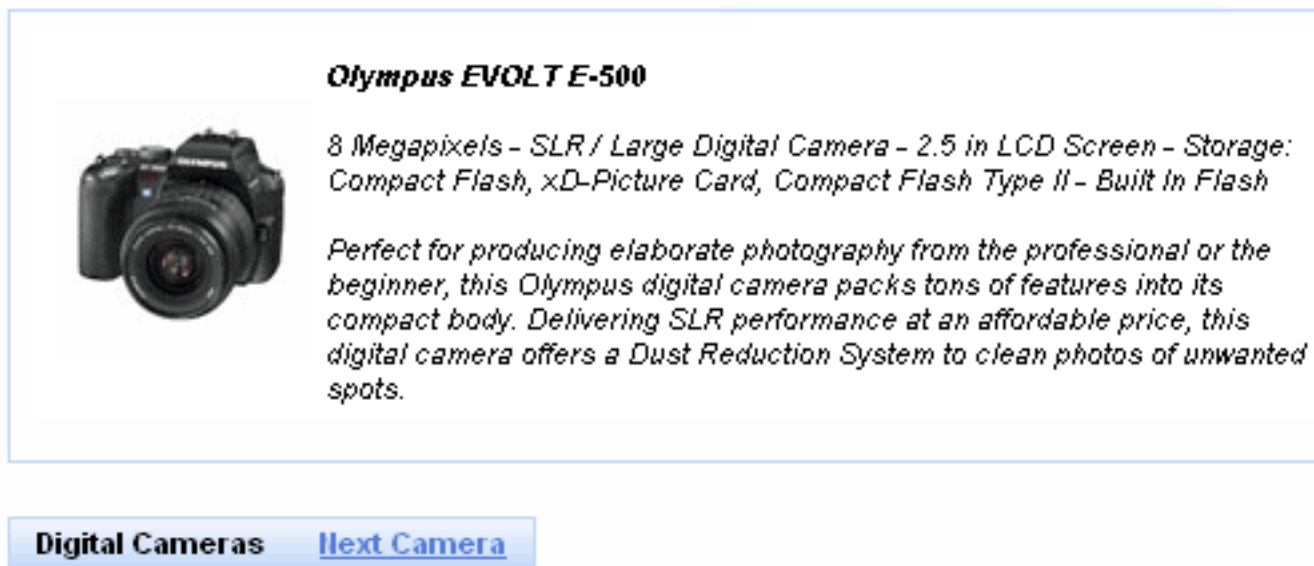 Olympus EVOLT E-500
8 Megapixels - SLR / Large Digital Camera - 2.5 in LCD Screen - Storage:
Compact Flash, xD-Picture Card, Compact Flash Type II - Built In Flash
Perfect for producing elaborate photography from the professional or the
beginner, this Olympus digital camera packs tons of features into its
compact body. Delivering SLR performance at an affordable price, this
digital camera offers a Dust Reduction System to clean photos of unwanted
spots.
OLYMPUS
Digital Cameras Next Camera